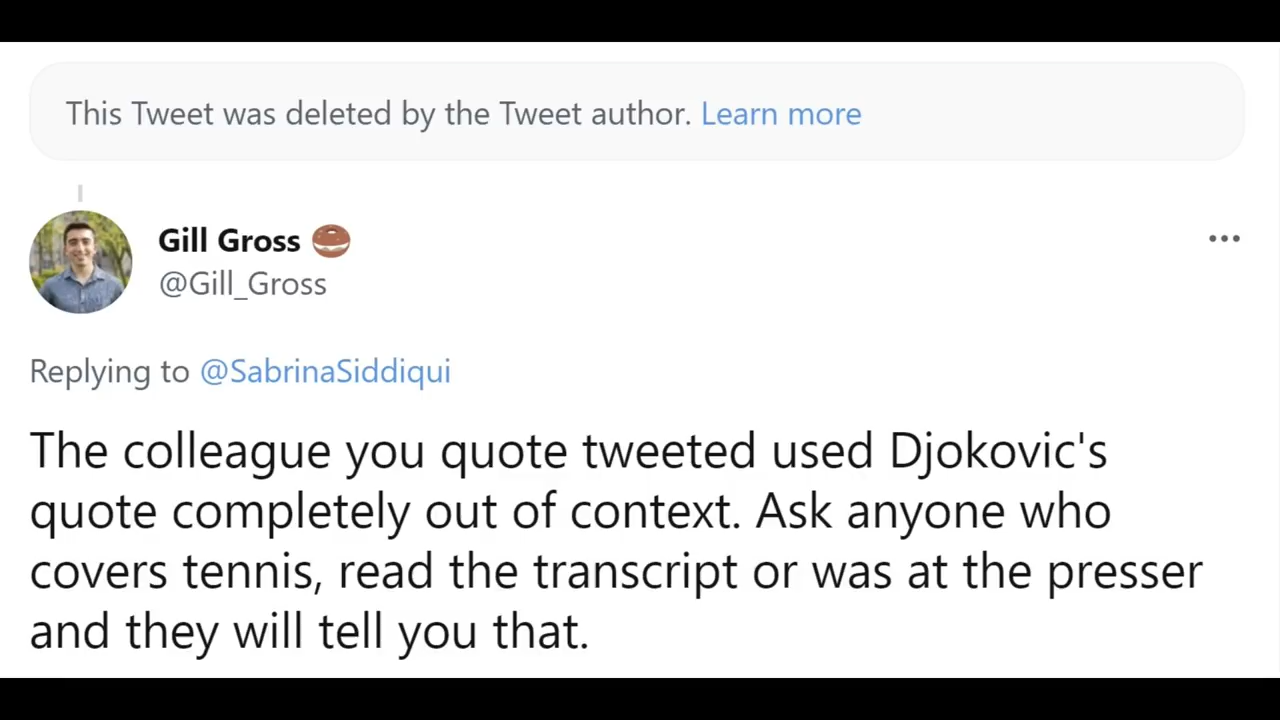 This Tweet was deleted by the Tweet author. Learn more
Gill Gross
@Gill_Gross
Replying to @SabrinaSiddiqui
The colleague you quote tweeted used Djokovic's
quote completely out of context. Ask anyone who
covers tennis, read the transcript or was at the presser
and they will tell you that.